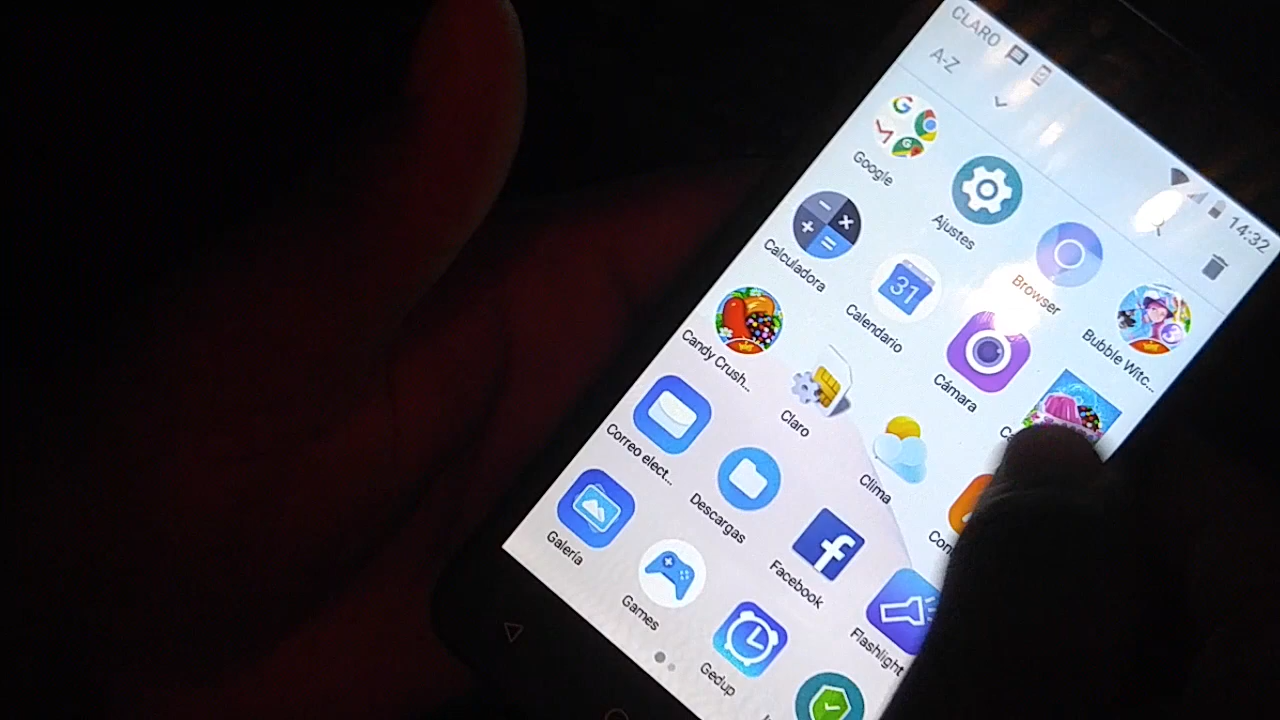 CLARO
14:32
A-Z
Google
Ajustes
Browser
Bubble Witc...
Calculadora
31
Calendario
Cámara
Candy Crush...
Claro
Clima
Correo elect...
Descargas
Facebook
Flashlight
Galería
Games
Gedup